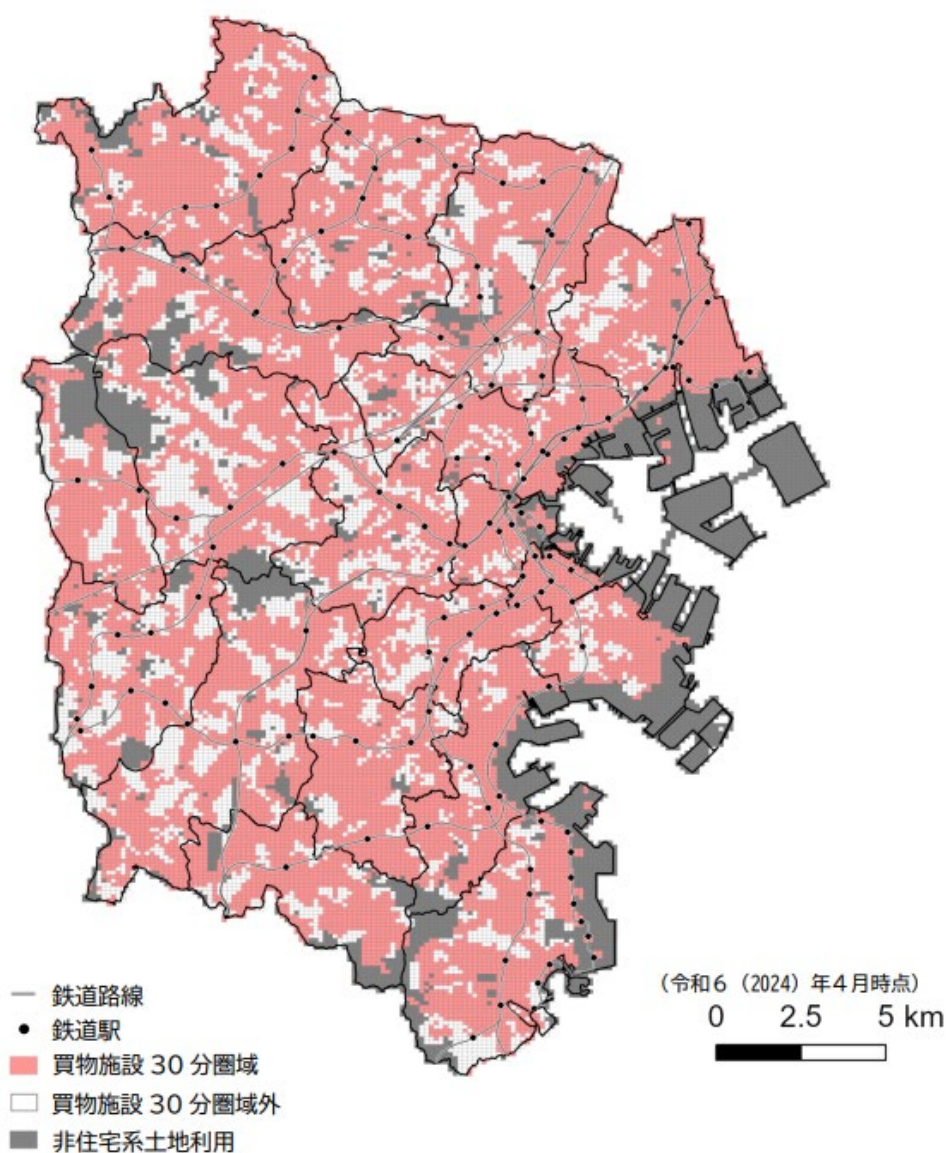 鉄道路線
鉄道駅
買物施設 30 分圏域
買物施設 30 分圏域外
非住宅系土地利用
（令和６（2024）年４月時点）
0 2.5 5 km